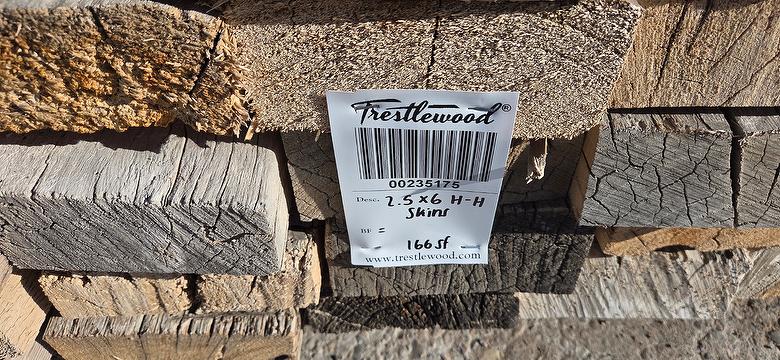 Trestlewood®
00235175
Desc. 2.5x6 H-H
Skins
BF =
166 sf
www.trestlewood.com